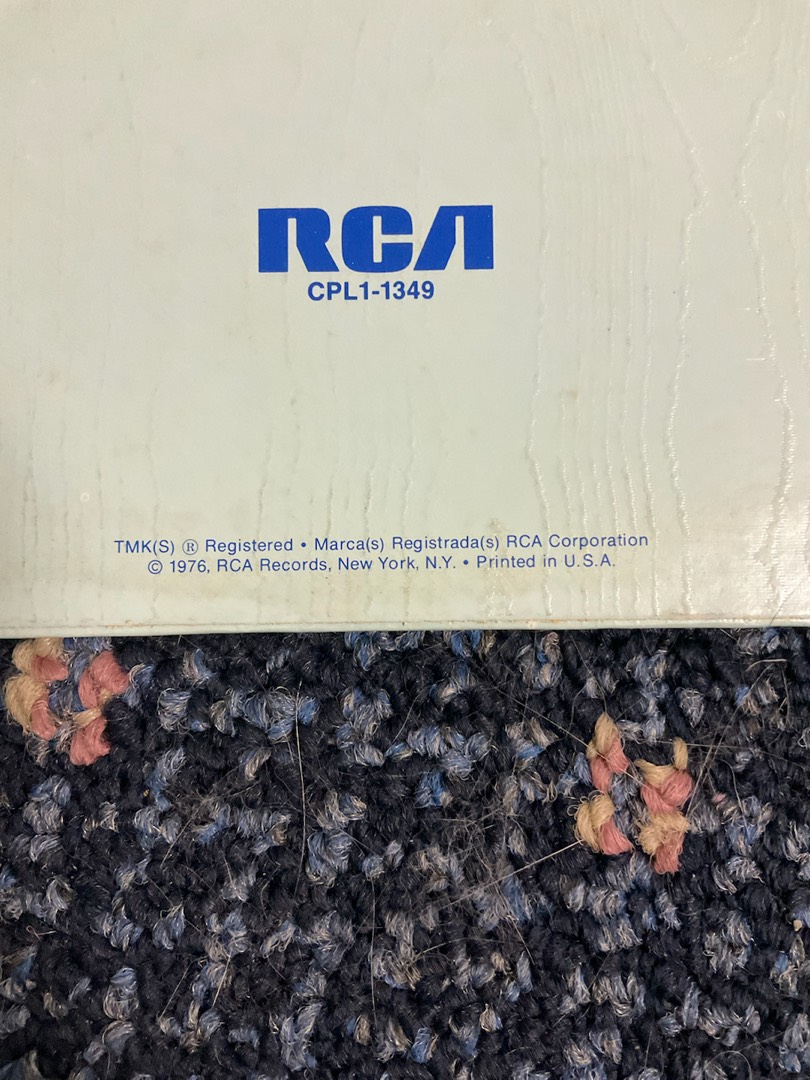 RCA
CPL1-1349
TMK(S) ® Registered • Marca(s) Registrada(s) RCA Corporation
© 1976, RCA Records, New York, N.Y. • Printed in U.S.A.